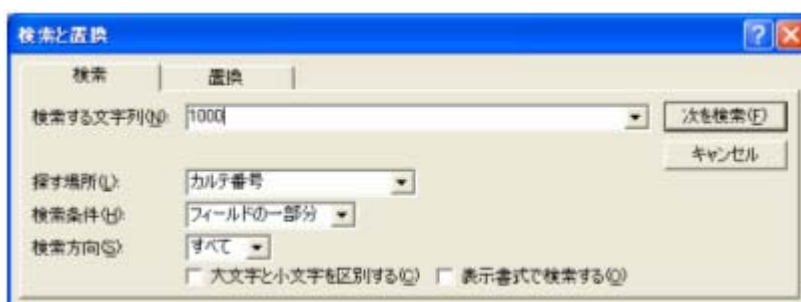 検索と置換
検索 置換
検索する文字列(N): 1000 次を検索(F)
キャンセル
探す場所(L): カルテ番号
検索条件(H): フィールドの一部分
検索方向(S): すべて
大文字と小文字を区別する(C) 表示書式で検索する(O)